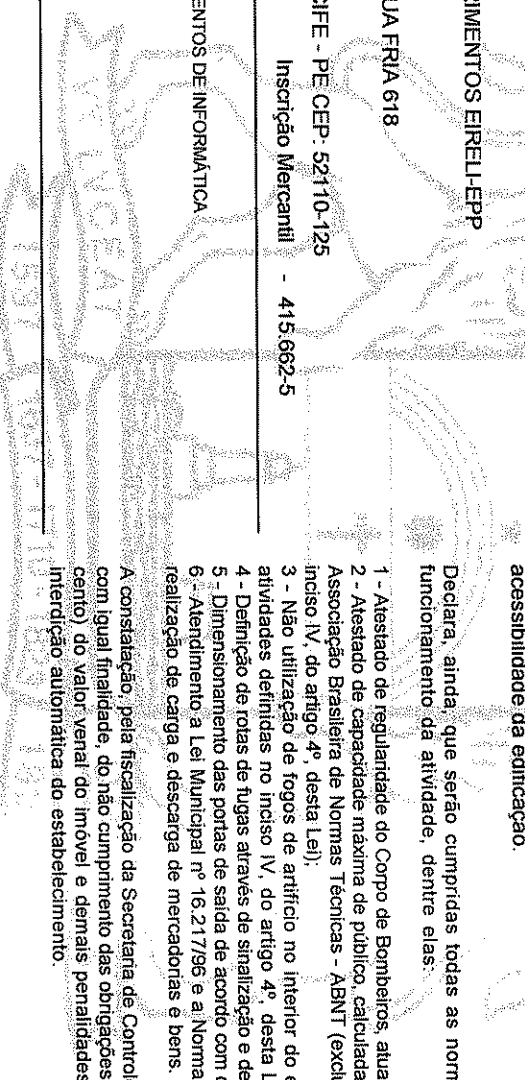 RIMENTOS EIRELI-EPP
UA FRIA 618
CIFE - PE CEP: 52110-125
Inscrição Mercantil - 415.662-5
ENTOS DE INFORMÁTICA
acessibilidade da edificação.
Declara, ainda, que serão cumpridas todas as norm
funcionamento da atividade, dentre elas:
1 - Atestado de regularidade do Corpo de Bombeiros, atua
2 - Atestado de capacidade máxima de público, calculada
Associação Brasileira de Normas Técnicas - ABNT (exclu
inciso IV, do artigo 4º, desta Lei);
3 - Não utilização de fogos de artifício no interior do e
atividades definidas no inciso IV, do artigo 4º, desta L
4 - Definição de rotas de fugas através de sinalização e de
5 - Dimensionamento das portas de saída de acordo com
6 - Atendimento a Lei Municipal nº 16.217/96 e a Norma
realização de carga e descarga de mercadorias e bens.
A constatação, pela fiscalização da Secretaria de Control
com igual finalidade, do não cumprimento das obrigações
cento) do valor venal do imóvel e demais penalidades
interdição automática do estabelecimento.